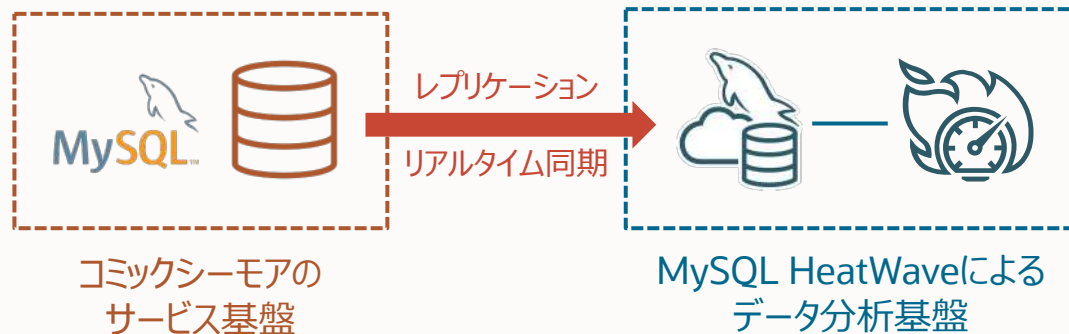 MySQL™
レプリケーション
リアルタイム同期
コミックシーモアの
サービス基盤
MySQL HeatWaveによる
データ分析基盤